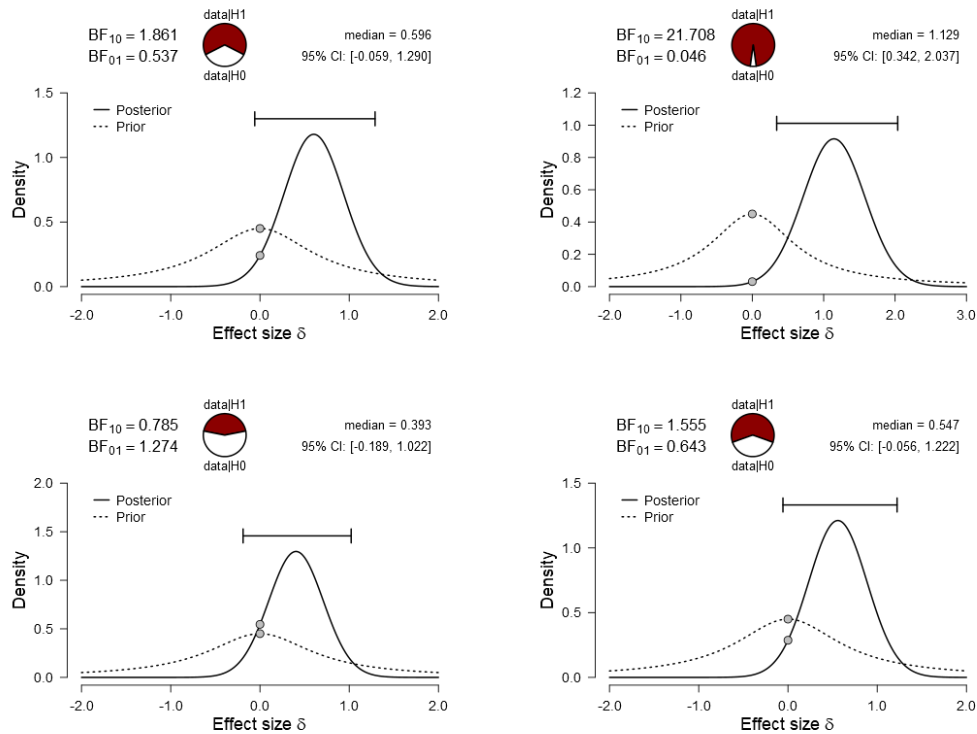 data|H1
BF10 = 1.861
BF01 = 0.537
data|H0
median = 0.596
95% CI: [-0.059, 1.290]
1.5
1.0
0.5
0.0
Density
Posterior
Prior
-2.0 -1.0 0.0 1.0 2.0
Effect size δ
data|H1
BF10 = 21.708
BF01 = 0.046
data|H0
median = 1.129
95% CI: [0.342, 2.037]
1.2
1.0
0.8
0.6
0.4
0.2
0.0
Density
Posterior
Prior
-2.0 -1.0 0.0 1.0 2.0 3.0
Effect size δ
data|H1
BF10 = 0.785
BF01 = 1.274
data|H0
median = 0.393
95% CI: [-0.189, 1.022]
2.0
1.5
1.0
0.5
0.0
Density
Posterior
Prior
-2.0 -1.0 0.0 1.0 2.0
Effect size δ
data|H1
BF10 = 1.555
BF01 = 0.643
data|H0
median = 0.547
95% CI: [-0.056, 1.222]
1.5
1.0
0.5
0.0
Density
Posterior
Prior
-2.0 -1.0 0.0 1.0 2.0
Effect size δ